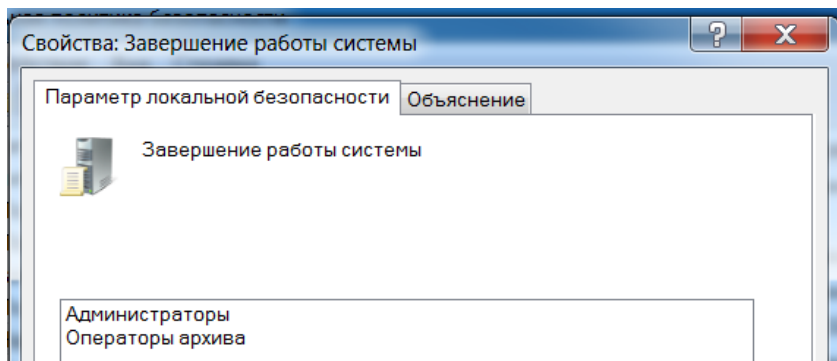 Свойства: Завершение работы системы
Параметр локальной безопасности
Объяснение
Завершение работы системы
Администраторы
Операторы архива